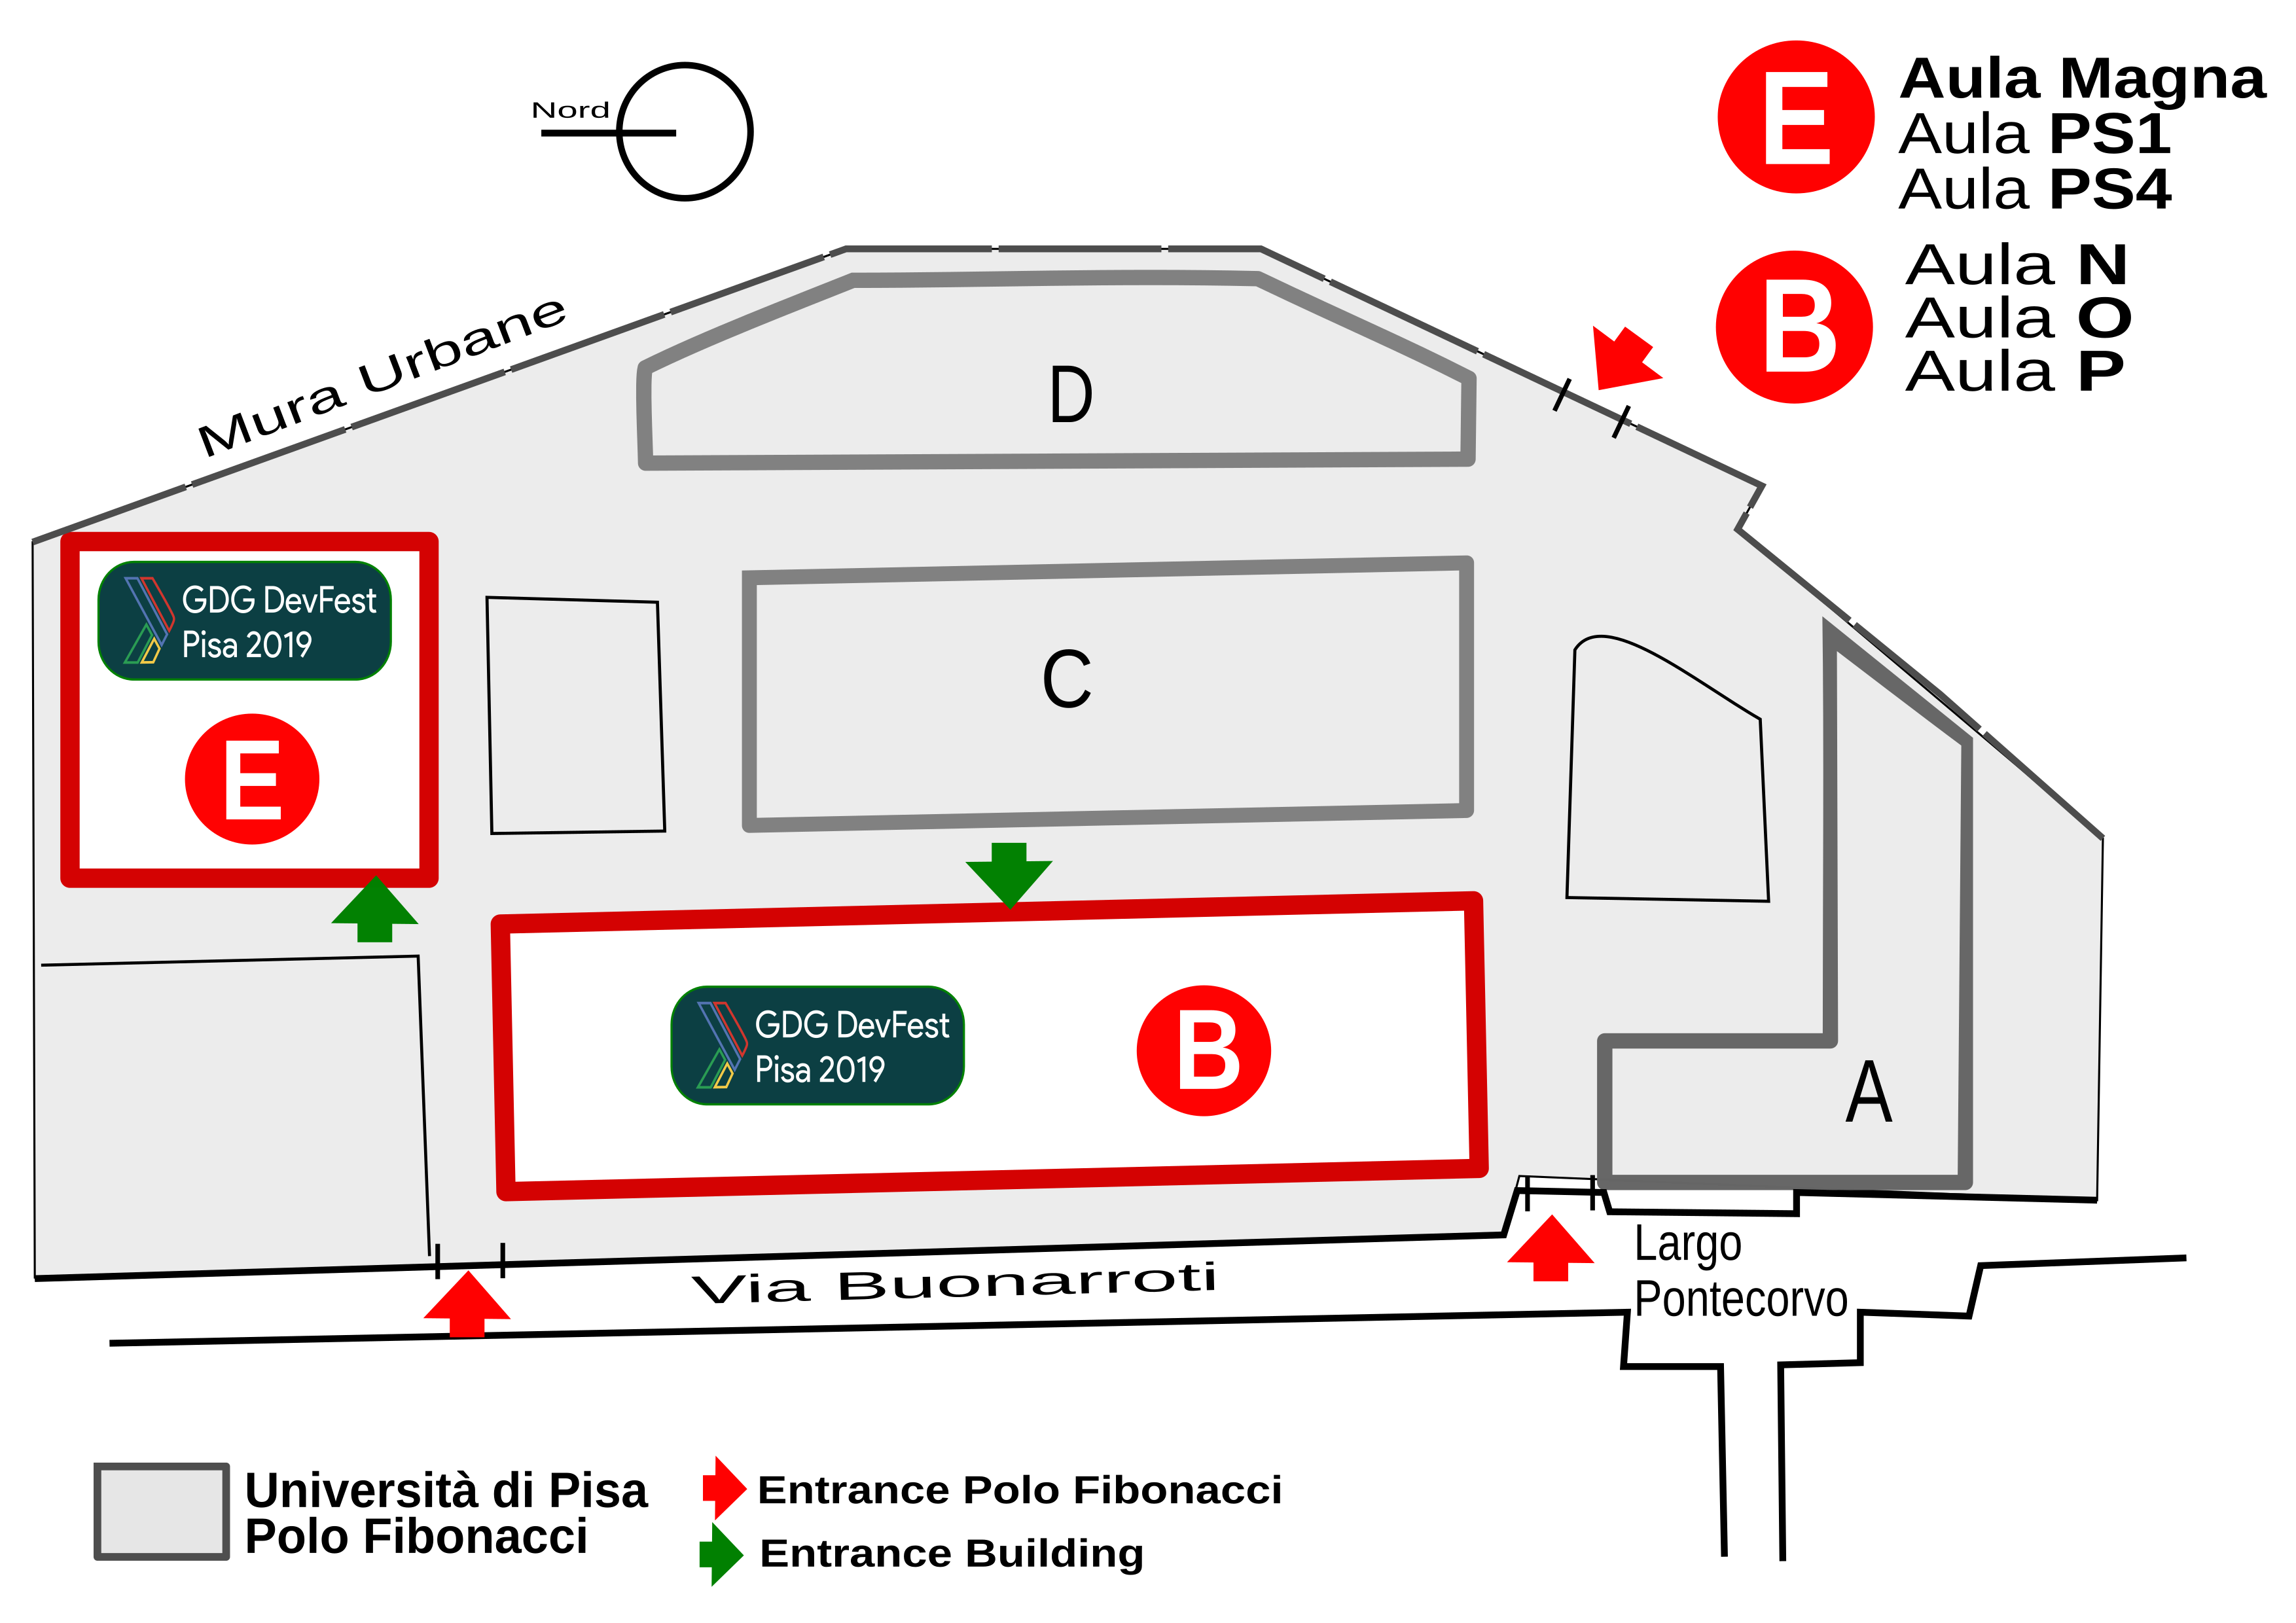 Nord
E
Aula Magna
Aula PS1
Aula PS4
B
Aula N
Aula O
Aula P
Mura Urbane
D
GDG DevFest
Pisa 2019
E
C
GDG DevFest
Pisa 2019
B
A
Largo
Pontecorvo
Via Buonarroti
Università di Pisa
Polo Fibonacci
Entrance Polo Fibonacci
Entrance Building